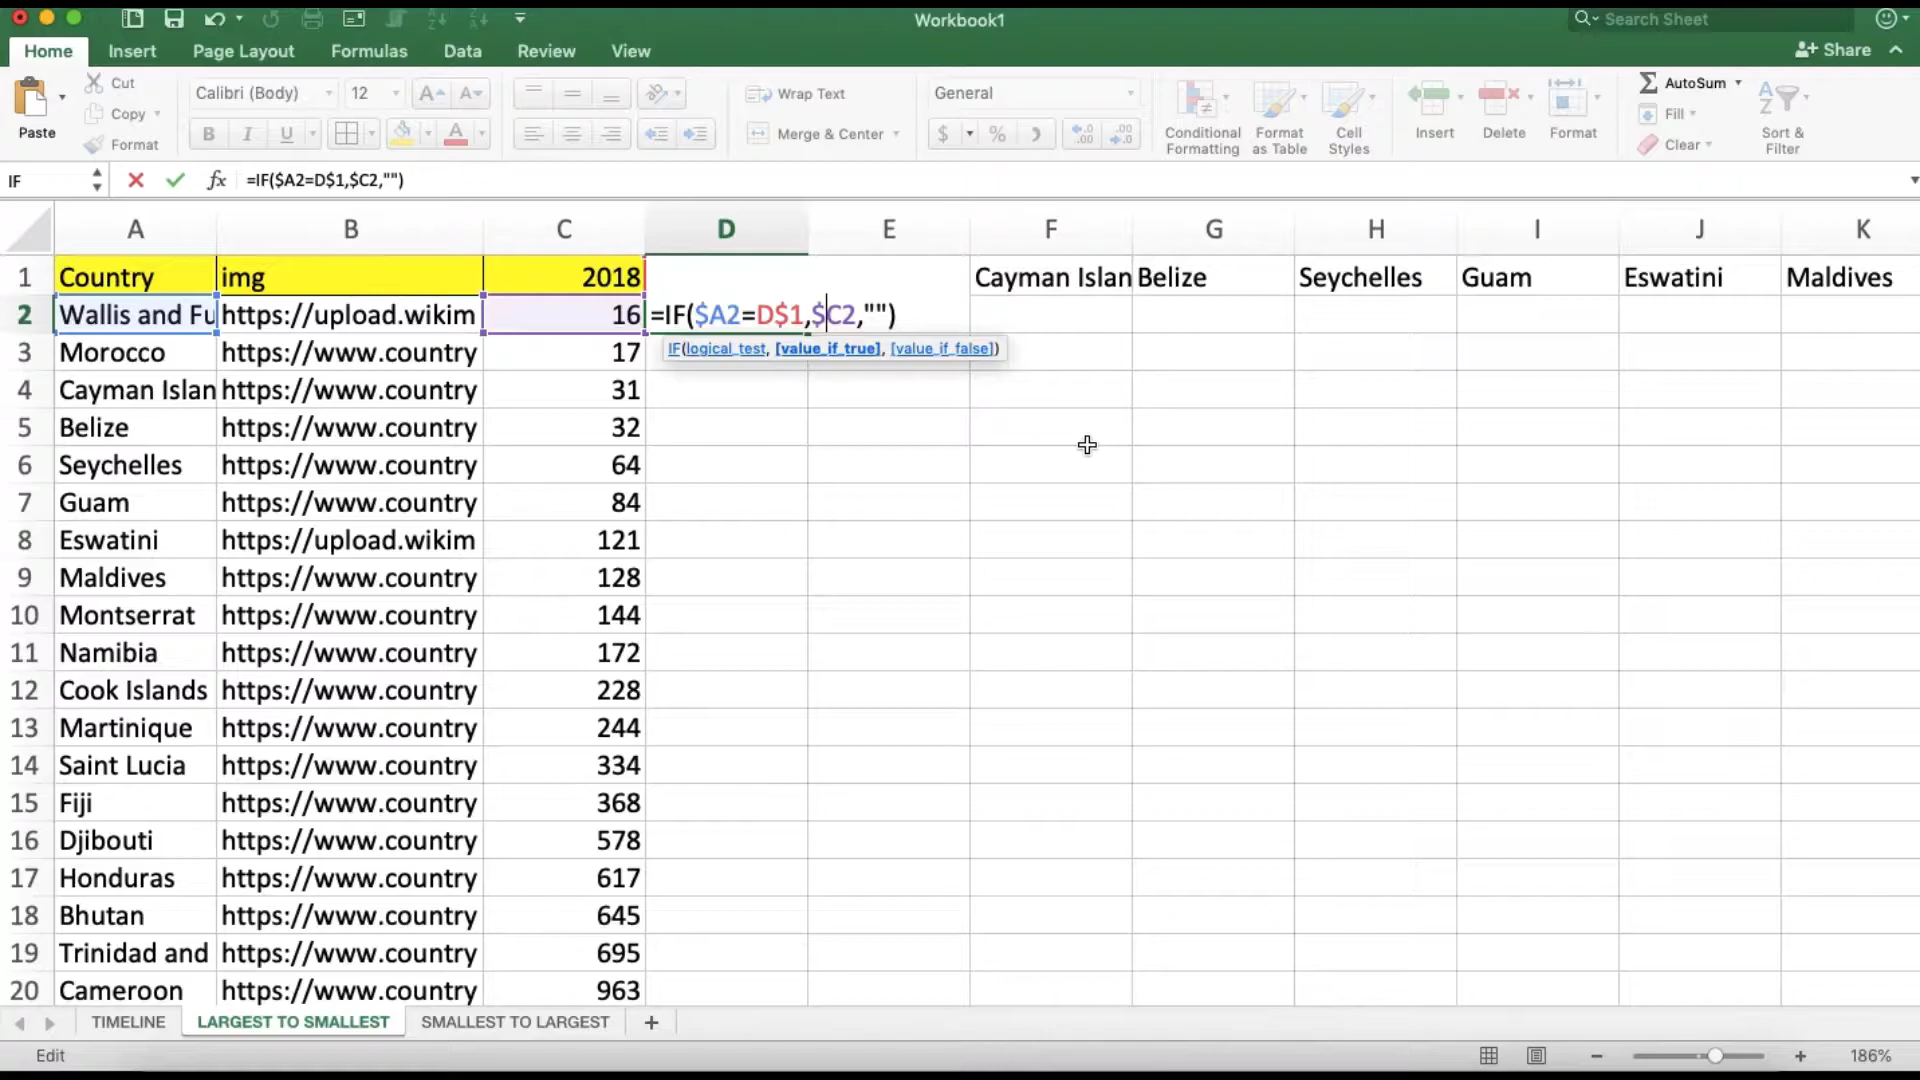 Workbook1
Search Sheet
Home Insert Page Layout Formulas Data Review View
Share
Paste
Cut
Copy
Format
Calibri (Body) 12
A A
B I U A
Wrap Text
Merge & Center
General
$ % )
Conditional Formatting
Format as Table
Cell Styles
Insert
Delete
Format
AutoSum
Fill
Clear
Sort & Filter
IF fx =IF($A2=D$1,$C2,"")
A B C D E F G H I J K
1 Country img 2018 Cayman Islan Belize Seychelles Guam Eswatini Maldives
2 Wallis and Fu https://upload.wikim 16 =IF($A2=D$1,$C2,"")
IF(logical_test, [value_if_true], [value_if_false])
3 Morocco https://www.country 17
4 Cayman Islan https://www.country 31
5 Belize https://www.country 32
6 Seychelles https://www.country 64
7 Guam https://www.country 84
8 Eswatini https://upload.wikim 121
9 Maldives https://www.country 128
10 Montserrat https://www.country 144
11 Namibia https://www.country 172
12 Cook Islands https://www.country 228
13 Martinique https://www.country 244
14 Saint Lucia https://www.country 334
15 Fiji https://www.country 368
16 Djibouti https://www.country 578
17 Honduras https://www.country 617
18 Bhutan https://www.country 645
19 Trinidad and https://www.country 695
20 Cameroon https://www.country 963
TIMELINE LARGEST TO SMALLEST SMALLEST TO LARGEST +
Edit 186%